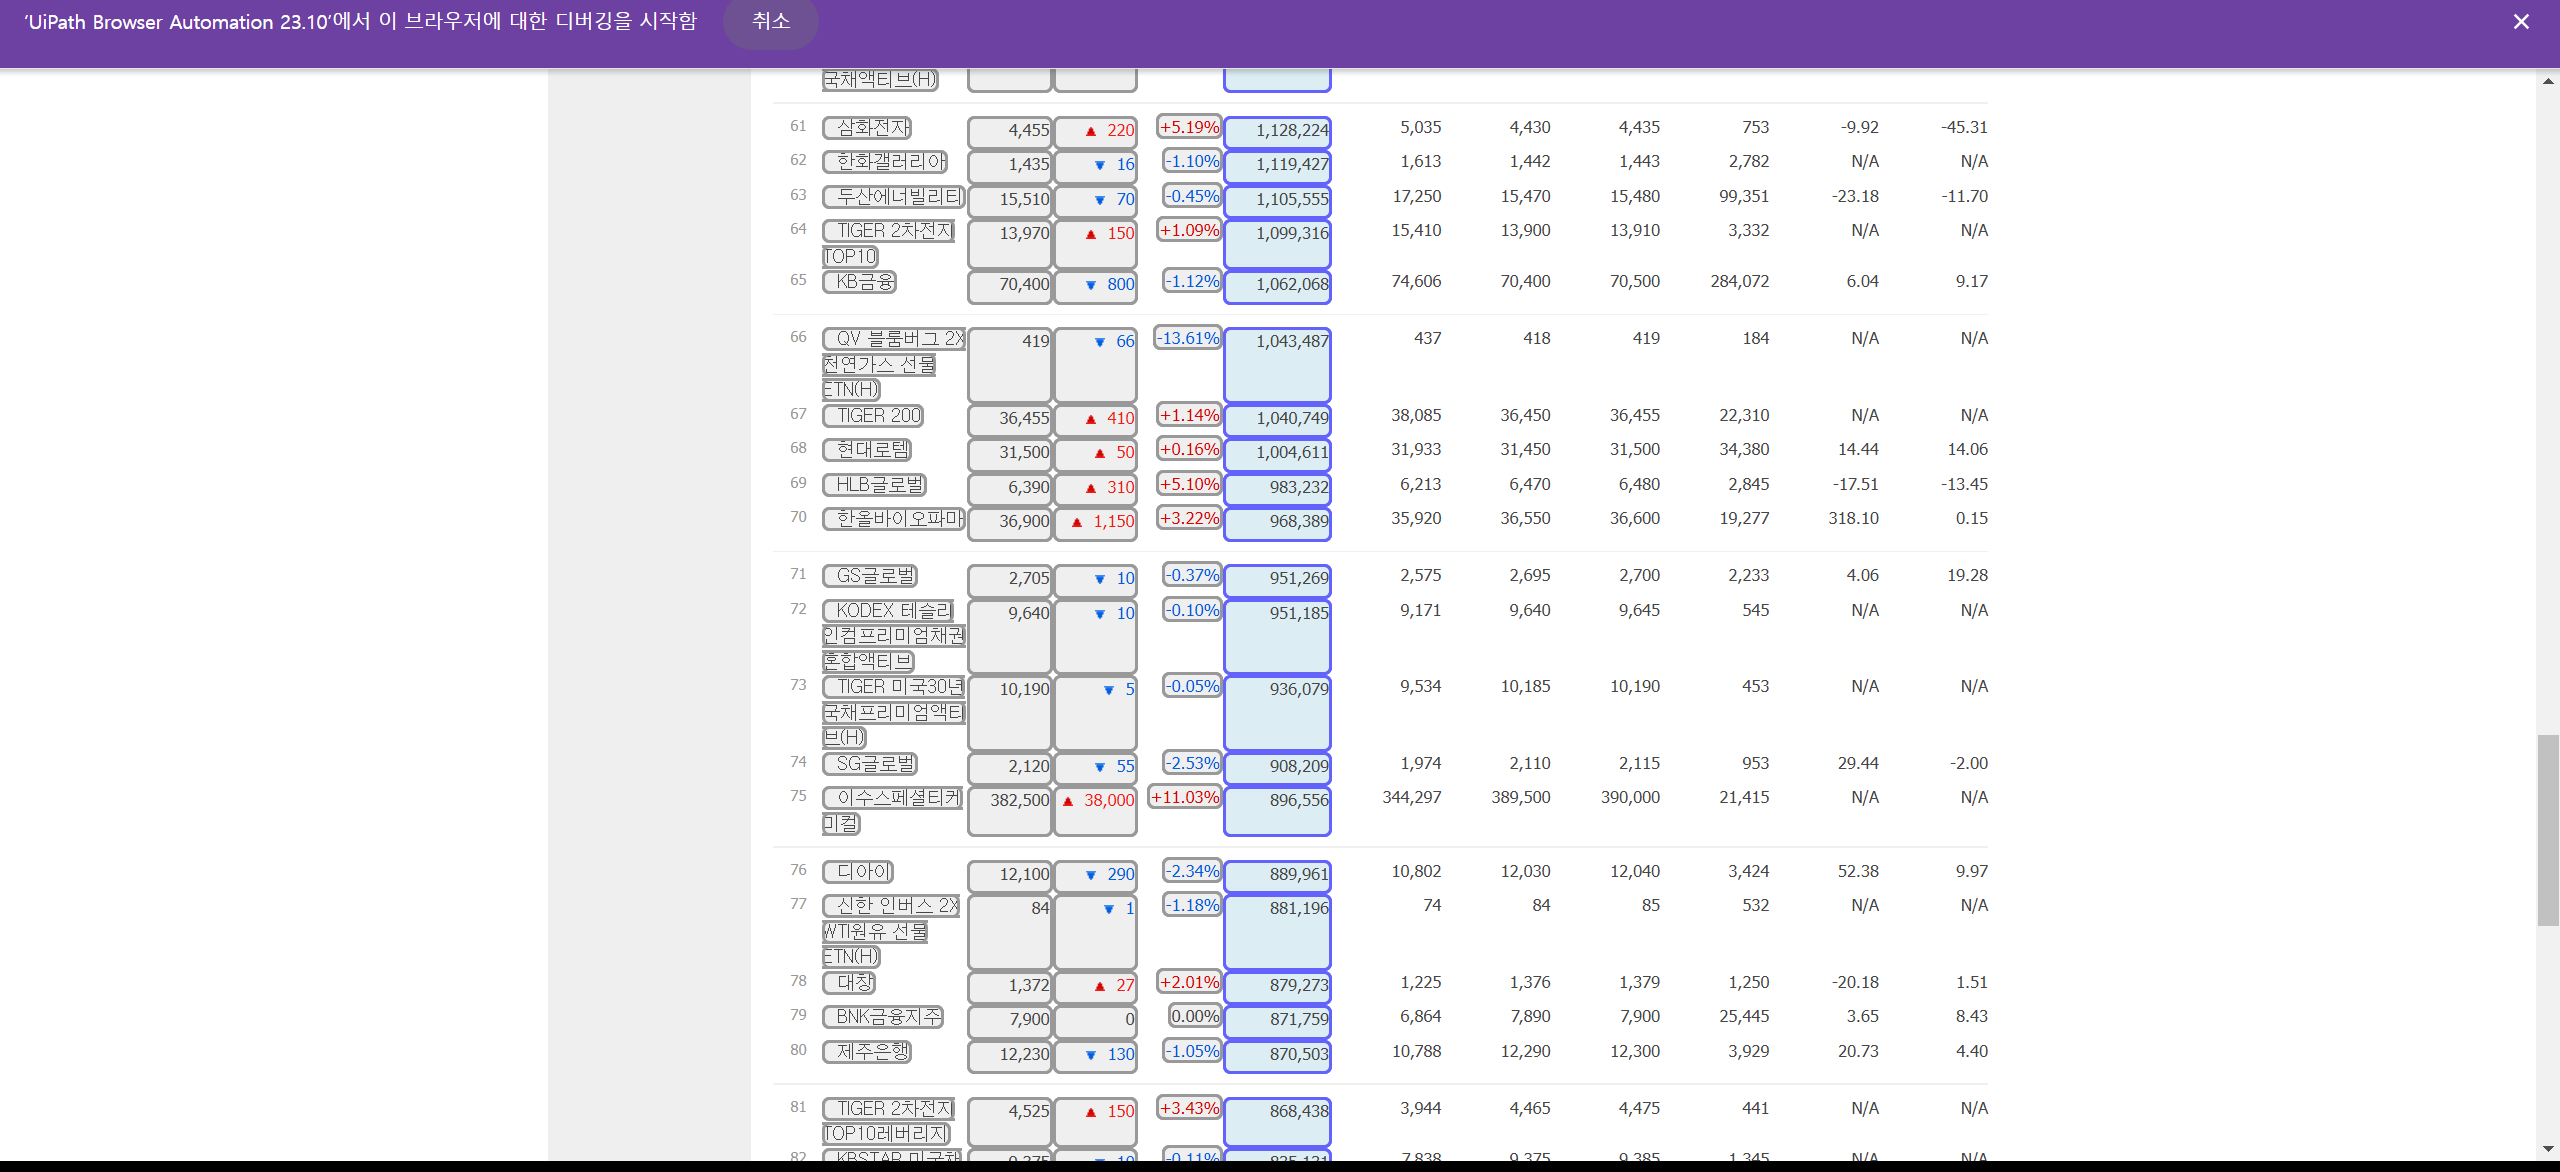 'UiPath Browser Automation 23.10'에서 이 브라우저에 대한 디버깅을 시작함 취소
국채액티브(H)
61 삼화전자 4,455 ▲ 220 +5.19% 1,128,224 5,035 4,430 4,435 753 -9.92 -45.31
62 한화갤러리아 1,435 ▼ 16 -1.10% 1,119,427 1,613 1,442 1,443 2,782 N/A N/A
63 두산에너빌리티 15,510 ▼ 70 -0.45% 1,105,555 17,250 15,470 15,480 99,351 -23.18 -11.70
64 TIGER 2차전지 13,970 ▲ 150 +1.09% 1,099,316 15,410 13,900 13,910 3,332 N/A N/A
TOP10
65 KB금융 70,400 ▼ 800 -1.12% 1,062,068 74,606 70,400 70,500 284,072 6.04 9.17
66 QV 블룸버그 2X 419 ▼ 66 -13.61% 1,043,487 437 418 419 184 N/A N/A
천연가스 선물
ETN(H)
67 TIGER 200 36,455 ▲ 410 +1.14% 1,040,749 38,085 36,450 36,455 22,310 N/A N/A
68 현대로템 31,500 ▲ 50 +0.16% 1,004,611 31,933 31,450 31,500 34,380 14.44 14.06
69 HLB글로벌 6,390 ▲ 310 +5.10% 983,232 6,213 6,470 6,480 2,845 -17.51 -13.45
70 한올바이오파마 36,900 ▲ 1,150 +3.22% 968,389 35,920 36,550 36,600 19,277 318.10 0.15
71 GS글로벌 2,705 ▼ 10 -0.37% 951,269 2,575 2,695 2,700 2,233 4.06 19.28
72 KODEX 테슬라 9,640 ▼ 10 -0.10% 951,185 9,171 9,640 9,645 545 N/A N/A
인컴프리미엄채권
혼합액티브
73 TIGER 미국30년 10,190 ▼ 5 -0.05% 936,079 9,534 10,185 10,190 453 N/A N/A
국채프리미엄액티
브(H)
74 SG글로벌 2,120 ▼ 55 -2.53% 908,209 1,974 2,110 2,115 953 29.44 -2.00
75 이수스페셜티케 382,500 ▲ 38,000 +11.03% 896,556 344,297 389,500 390,000 21,415 N/A N/A
미컬
76 디아이 12,100 ▼ 290 -2.34% 889,961 10,802 12,030 12,040 3,424 52.38 9.97
77 신한 인버스 2X 84 ▼ 1 -1.18% 881,196 74 84 85 532 N/A N/A
WTI원유 선물
ETN(H)
78 대창 1,372 ▲ 27 +2.01% 879,273 1,225 1,376 1,379 1,250 -20.18 1.51
79 BNK금융지주 7,900 0 0.00% 871,759 6,864 7,890 7,900 25,445 3.65 8.43
80 제주은행 12,230 ▼ 130 -1.05% 870,503 10,788 12,290 12,300 3,929 20.73 4.40
81 TIGER 2차전지 4,525 ▲ 150 +3.43% 868,438 3,944 4,465 4,475 441 N/A N/A
TOP10레버리지
82 KBSTAR 미국채 9,375 ▼ 10 -0.11% 7,838 9,375 9,385 1,345 N/A N/A